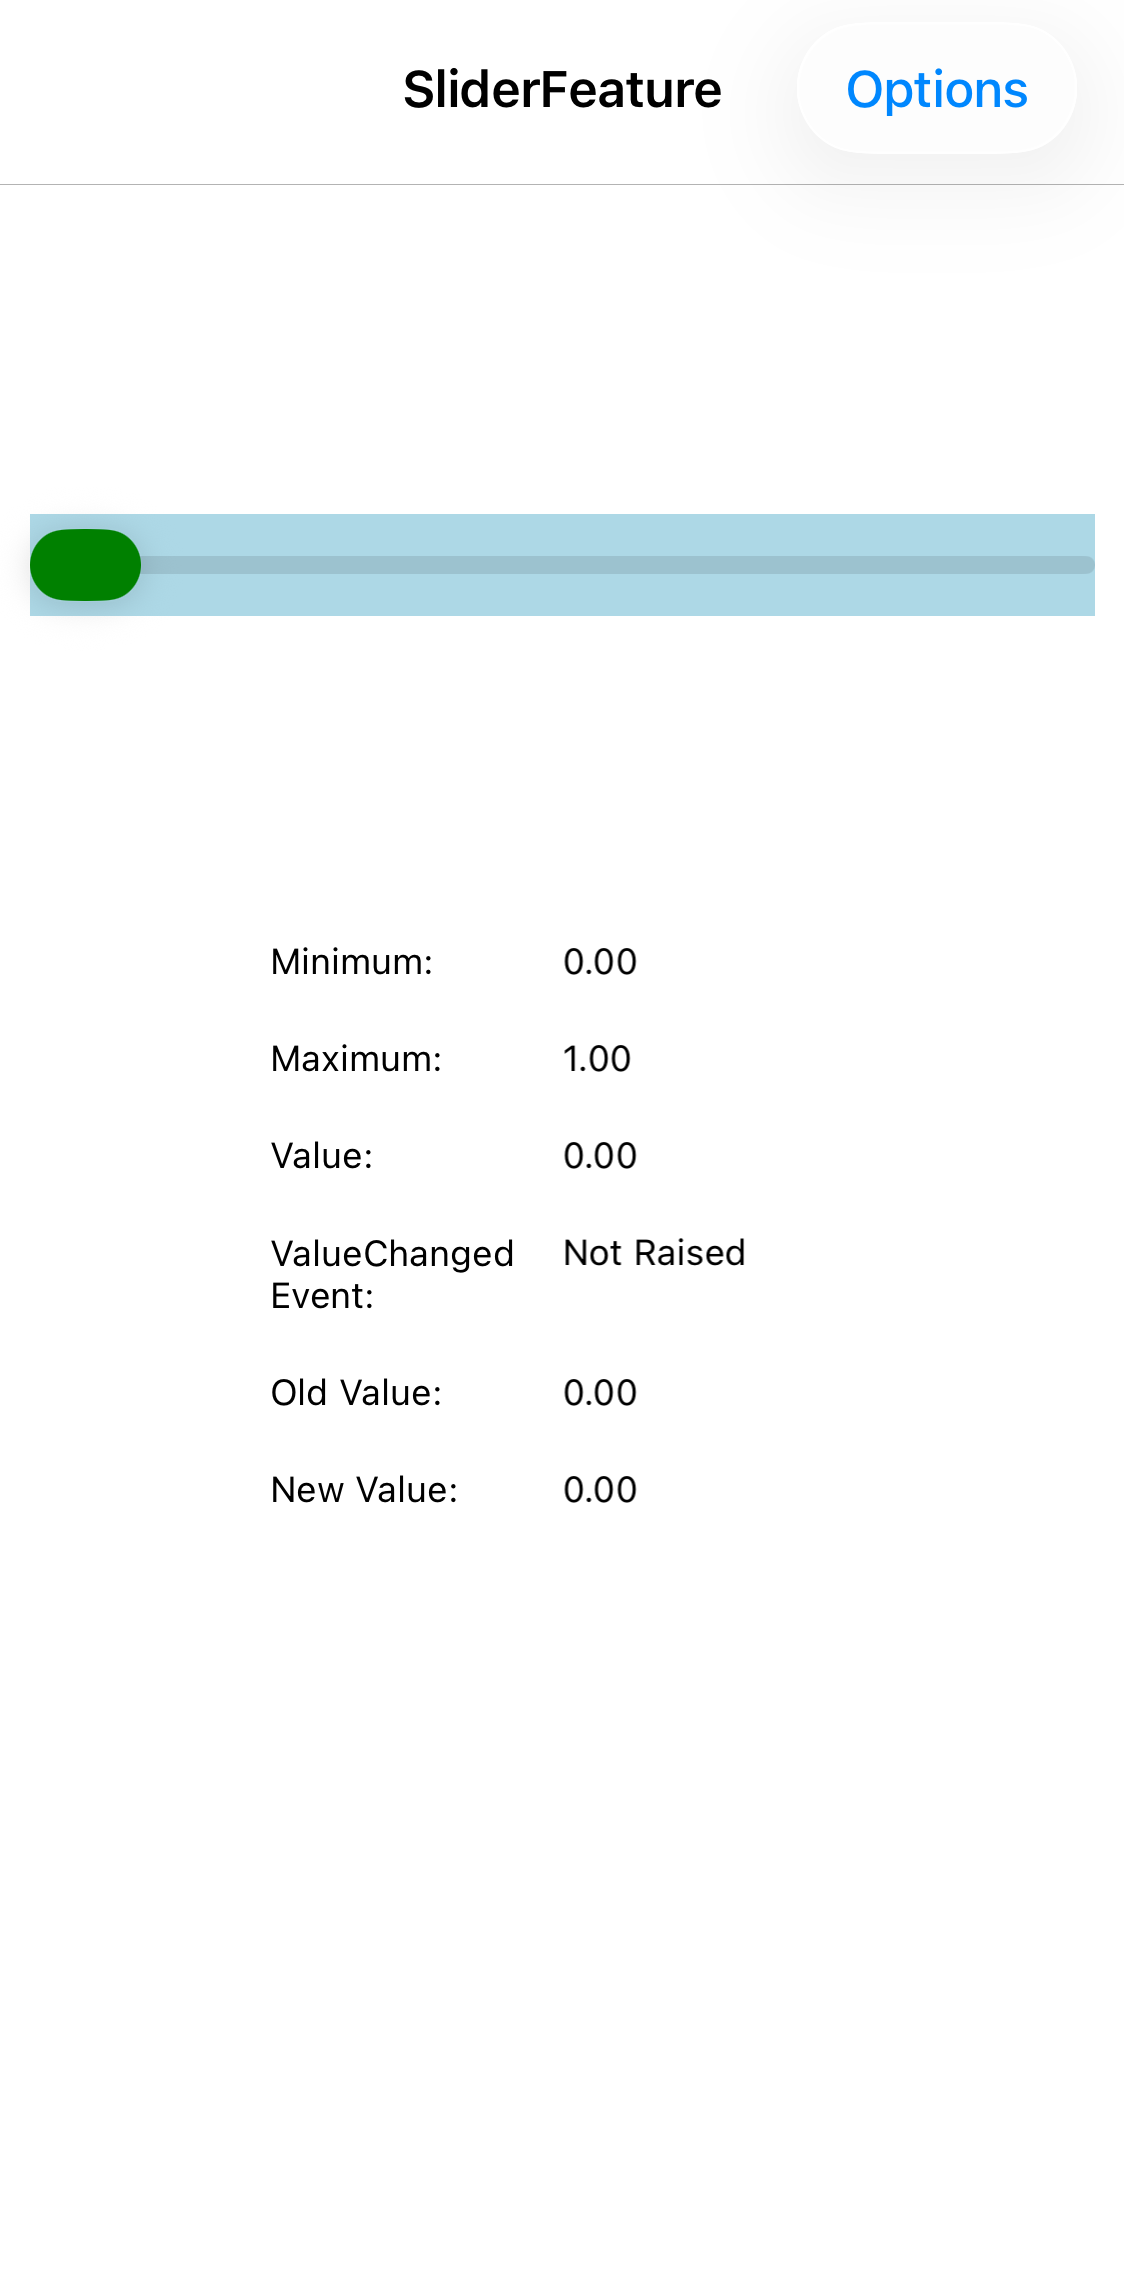 SliderFeature Options
Minimum: 0.00
Maximum: 1.00
Value: 0.00
ValueChanged Not Raised
Event:
Old Value: 0.00
New Value: 0.00